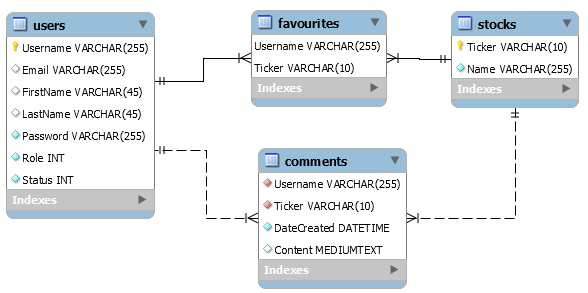 users
Username VARCHAR(255)
Email VARCHAR(255)
FirstName VARCHAR(45)
LastName VARCHAR(45)
Password VARCHAR(255)
Role INT
Status INT
Indexes
favourites
Username VARCHAR(255)
Ticker VARCHAR(10)
Indexes
stocks
Ticker VARCHAR(10)
Name VARCHAR(255)
Indexes
comments
Username VARCHAR(255)
Ticker VARCHAR(10)
DateCreated DATETIME
Content MEDIUMTEXT
Indexes